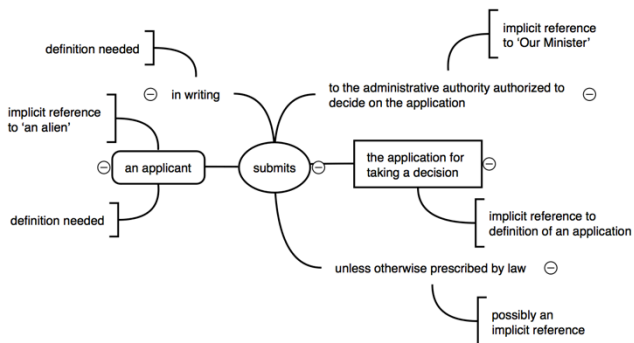 implicit reference
to ‘Our Minister’
definition needed
in writing
to the administrative authority authorized to
decide on the application
implicit reference
to ‘an alien’
an applicant
submits
the application for
taking a decision
definition needed
implicit reference to
definition of an application
unless otherwise prescribed by law
possibly an
implicit reference